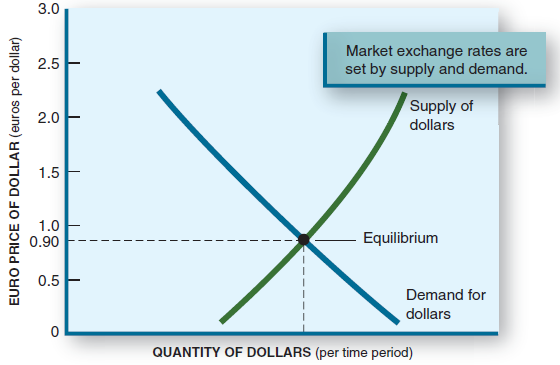 EURO PRICE OF DOLLAR (euros per dollar)
3.0
2.5
2.0
1.5
1.0
0.90
0.5
0
Market exchange rates are
set by supply and demand.
Supply of
dollars
Equilibrium
Demand for
dollars
QUANTITY OF DOLLARS (per time period)